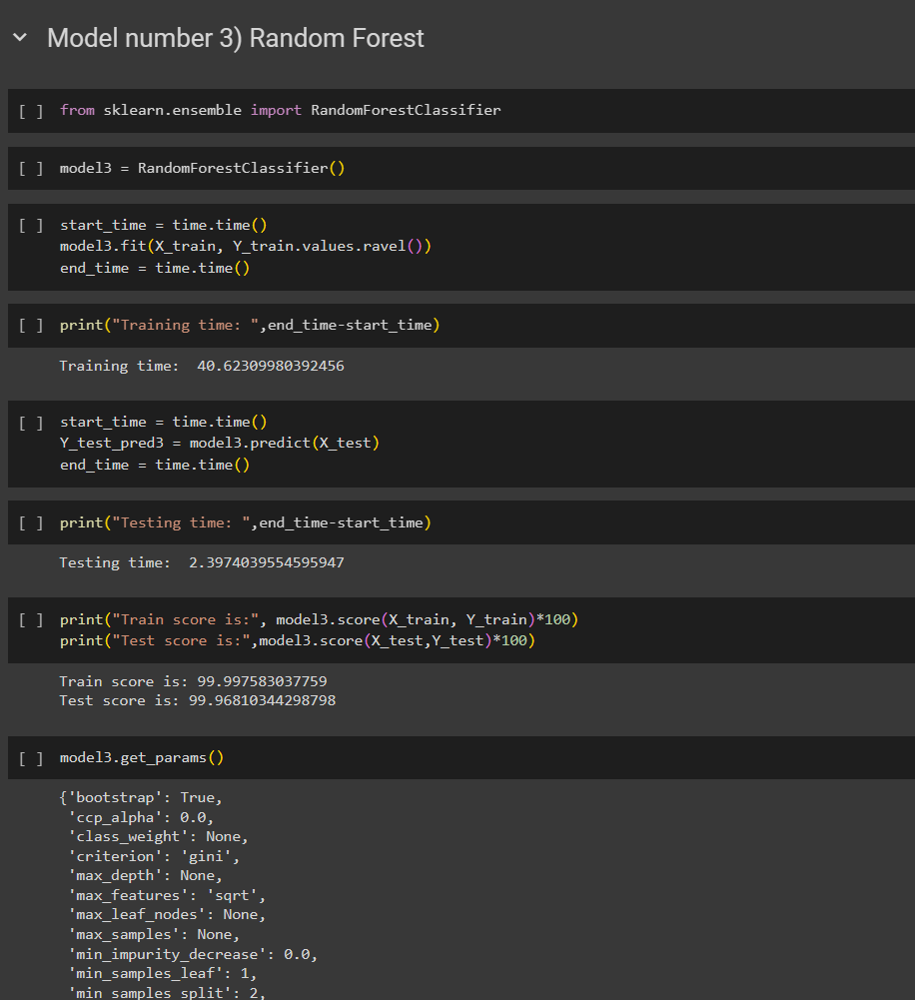 Model number 3) Random Forest
[ ] from sklearn.ensemble import RandomForestClassifier
[ ] model3 = RandomForestClassifier()
[ ] start_time = time.time()
model3.fit(X_train, Y_train.values.ravel())
end_time = time.time()
[ ] print("Training time: ",end_time-start_time)
Training time:  40.62309980392456
[ ] start_time = time.time()
Y_test_pred3 = model3.predict(X_test)
end_time = time.time()
[ ] print("Testing time: ",end_time-start_time)
Testing time:  2.3974039554595947
[ ] print("Train score is:", model3.score(X_train, Y_train)*100)
print("Test score is:",model3.score(X_test,Y_test)*100)
Train score is: 99.997583037759
Test score is: 99.96810344298798
[ ] model3.get_params()
{'bootstrap': True,
'ccp_alpha': 0.0,
'class_weight': None,
'criterion': 'gini',
'max_depth': None,
'max_features': 'sqrt',
'max_leaf_nodes': None,
'max_samples': None,
'min_impurity_decrease': 0.0,
'min_samples_leaf': 1,
'min_samples_split': 2,